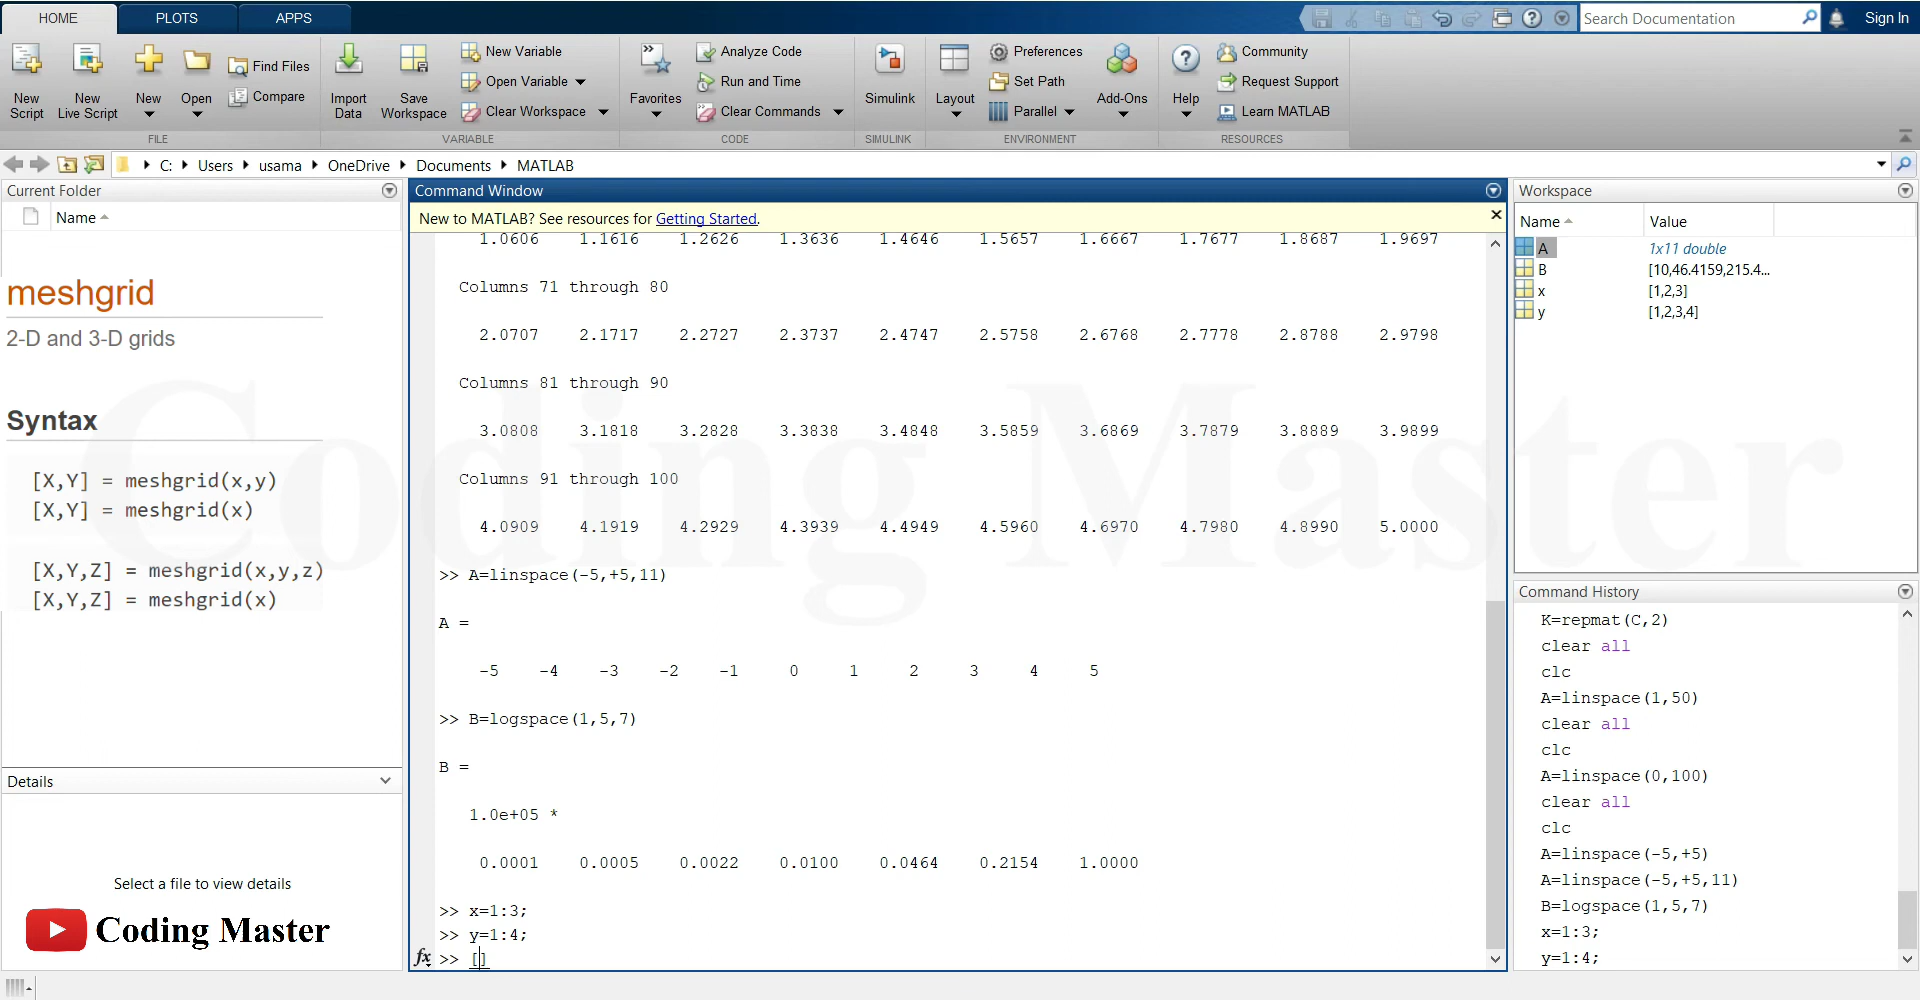 HOME PLOTS APPS
Search Documentation Sign In
New Script
New Live Script
New
Open
Find Files
Compare
FILE
Import Data
Save Workspace
New Variable
Open Variable
Clear Workspace
VARIABLE
Favorites
Analyze Code
Run and Time
Clear Commands
CODE
Simulink
SIMULINK
Layout
Preferences
Set Path
Parallel
Add-Ons
ENVIRONMENT
Help
Community
Request Support
Learn MATLAB
RESOURCES
C: Users usama OneDrive Documents MATLAB
Current Folder
Name
meshgrid
2-D and 3-D grids
Syntax
[X,Y] = meshgrid(x,y)
[X,Y] = meshgrid(x)
[X,Y,Z] = meshgrid(x,y,z)
[X,Y,Z] = meshgrid(x)
Details
Select a file to view details
Coding Master
Command Window
New to MATLAB? See resources for Getting Started.
1.0606 1.1616 1.2626 1.3636 1.4646 1.5657 1.6667 1.7677 1.8687 1.9697
Columns 71 through 80
2.0707 2.1717 2.2727 2.3737 2.4747 2.5758 2.6768 2.7778 2.8788 2.9798
Columns 81 through 90
3.0808 3.1818 3.2828 3.3838 3.4848 3.5859 3.6869 3.7879 3.8889 3.9899
Columns 91 through 100
4.0909 4.1919 4.2929 4.3939 4.4949 4.5960 4.6970 4.7980 4.8990 5.0000
>> A=linspace(-5,+5,11)
A =
-5 -4 -3 -2 -1 0 1 2 3 4 5
>> B=logspace(1,5,7)
B =
1.0e+05 *
0.0001 0.0005 0.0022 0.0100 0.0464 0.2154 1.0000
>> x=1:3;
>> y=1:4;
fx >> []
Coding Master
Workspace
Name Value
A 1x11 double
B [10,46.4159,215.4...
x [1,2,3]
y [1,2,3,4]
Command History
K=repmat(C,2)
clear all
clc
A=linspace(1,50)
clear all
clc
A=linspace(0,100)
clear all
clc
A=linspace(-5,+5)
A=linspace(-5,+5,11)
B=logspace(1,5,7)
x=1:3;
y=1:4;